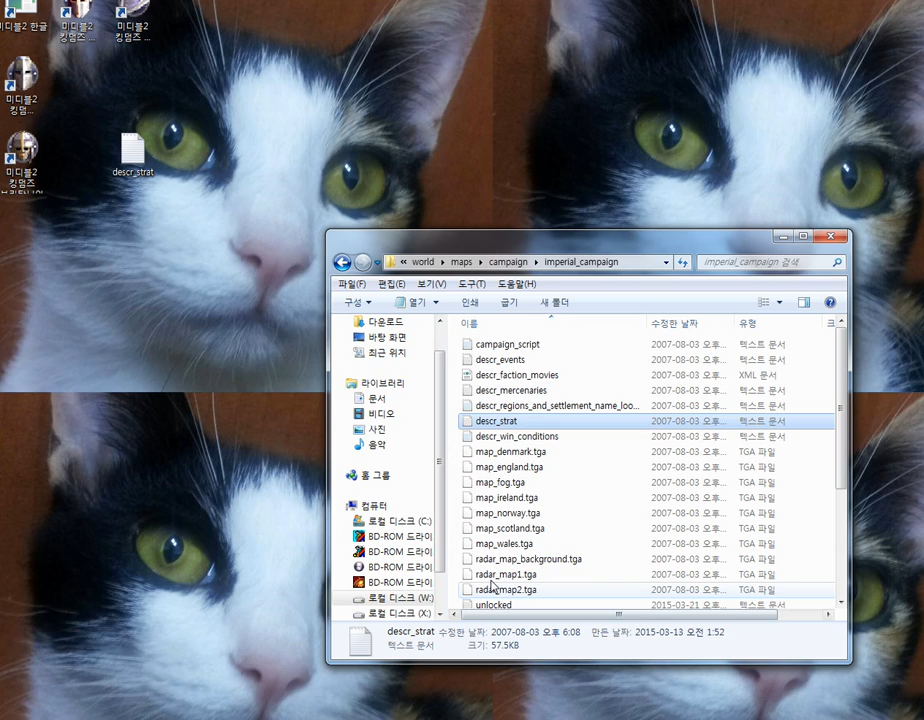 미디블2 한글
미디블2
킹덤즈 ...
미디블2
킹덤즈 ...
미디블2
킹덤...
descr_strat
미디블2
킹덤즈
« world maps campaign imperial_campaign
imperial_campaign 검색
파일(F) 편집(E) 보기(V) 도구(T) 도움말(H)
구성 열기 인쇄 굽기 새 폴더
다운로드
바탕 화면
최근 위치
라이브러리
문서
비디오
사진
음악
홈 그룹
컴퓨터
로컬 디스크 (C:)
BD-ROM 드라이
BD-ROM 드라이
BD-ROM 드라이
BD-ROM 드라이
로컬 디스크 (W:)
로컬 디스크 (X:)
이름 수정한 날짜 유형 크
campaign_script 2007-08-03 오후... 텍스트 문서
descr_events 2007-08-03 오후... 텍스트 문서
descr_faction_movies 2007-08-03 오후... XML 문서
descr_mercenaries 2007-08-03 오후... 텍스트 문서
descr_regions_and_settlement_name_loo... 2007-08-03 오후... 텍스트 문서
descr_strat 2007-08-03 오후... 텍스트 문서
descr_win_conditions 2007-08-03 오후... 텍스트 문서
map_denmark.tga 2007-08-03 오후... TGA 파일
map_england.tga 2007-08-03 오후... TGA 파일
map_fog.tga 2007-08-03 오후... TGA 파일
map_ireland.tga 2007-08-03 오후... TGA 파일
map_norway.tga 2007-08-03 오후... TGA 파일
map_scotland.tga 2007-08-03 오후... TGA 파일
map_wales.tga 2007-08-03 오후... TGA 파일
radar_map_background.tga 2007-08-03 오후... TGA 파일
radar_map1.tga 2007-08-03 오후... TGA 파일
radar_map2.tga 2007-08-03 오후... TGA 파일
unlocked 2015-03-21 오후... 텍스트 문서
descr_strat 수정한 날짜: 2007-08-03 오후 6:08 만든 날짜: 2015-03-13 오전 1:52
텍스트 문서 크기: 57.5KB